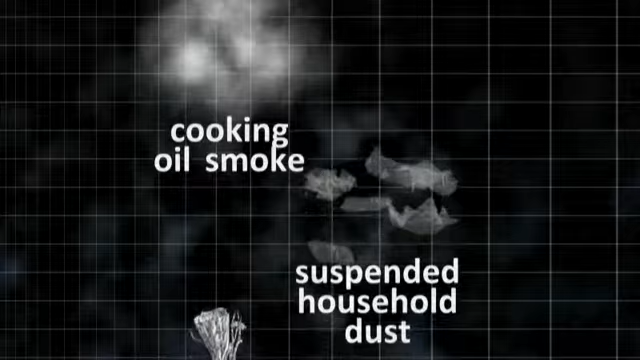 cooking
oil smoke
suspended
household
dust